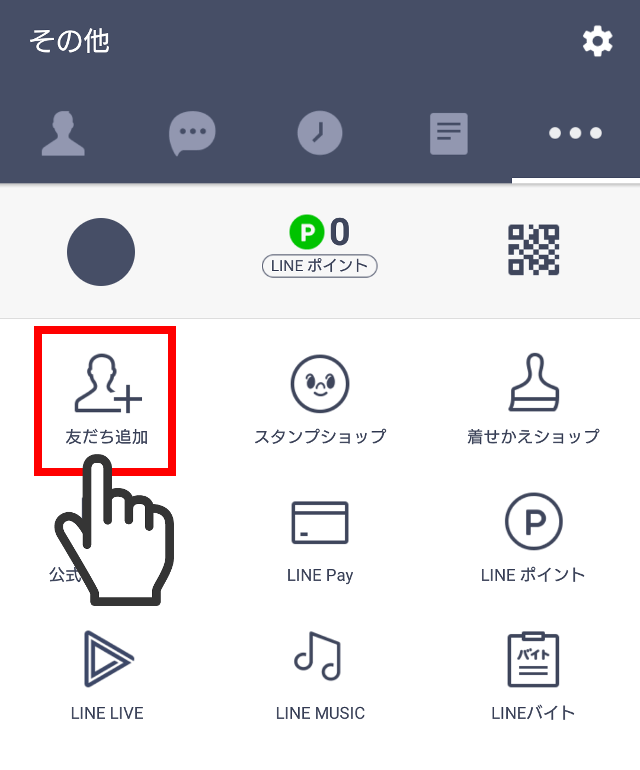 その他
P 0
LINE ポイント
友だち追加
スタンプショップ
着せかえショップ
公式
LINE Pay
P
LINE ポイント
バイト
LINE LIVE
LINE MUSIC
LINEバイト